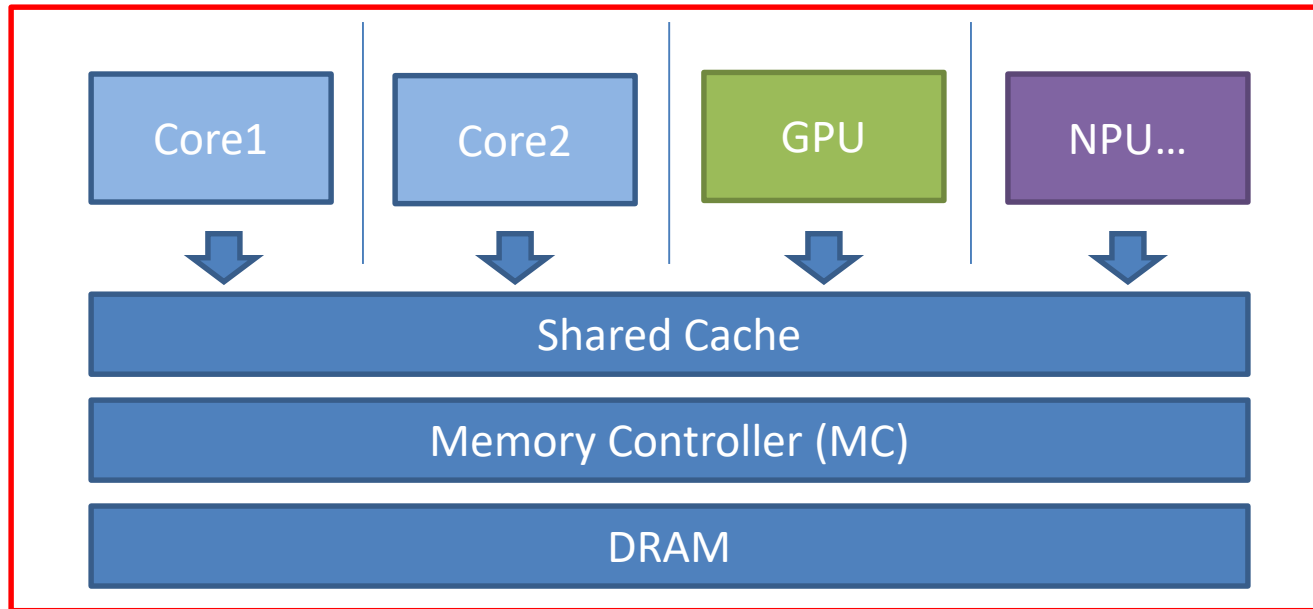 Core1
Core2
GPU
NPU…
Shared Cache
Memory Controller (MC)
DRAM